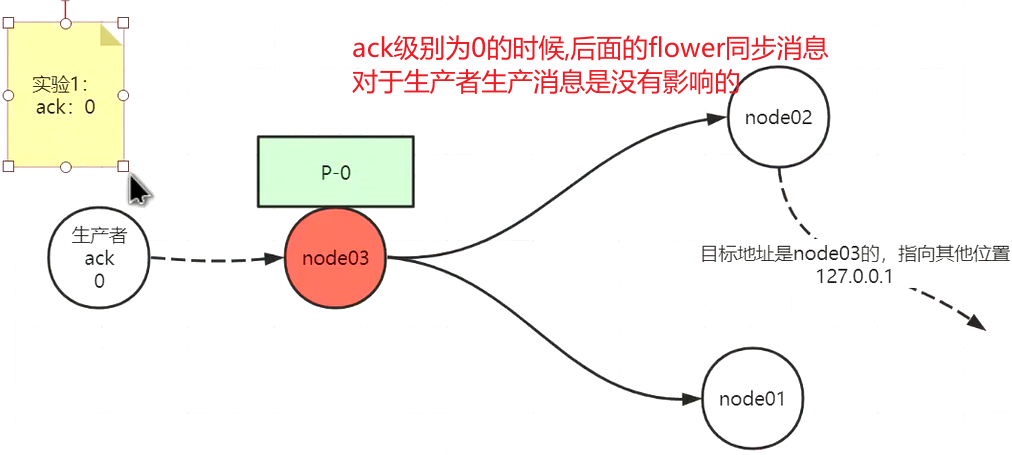 ack级别为0的时候,后面的flower同步消息
对于生产者生产消息是没有影响的
实验1：
ack：0
node02
P-0
生产者
ack
0
node03
目标地址是node03的，指向其他位置
127.0.0.1
node01